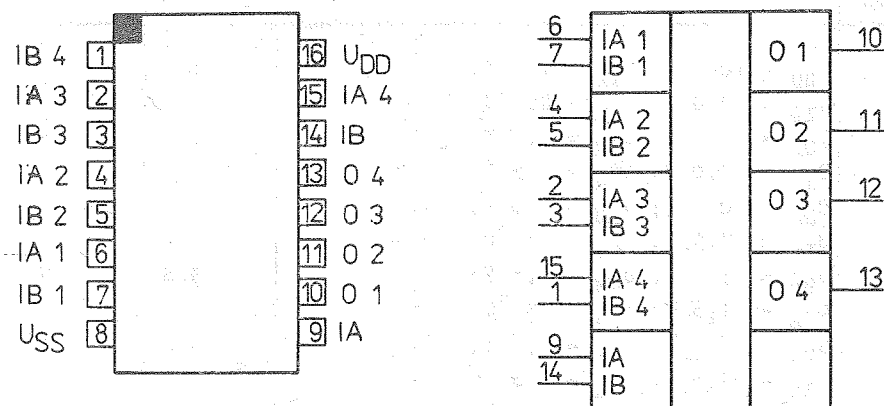 IB 4 1 16 UDD
IA 3 2 15 IA 4
IB 3 3 14 IB
IA 2 4 13 O 4
IB 2 5 12 O 3
IA 1 6 11 O 2
IB 1 7 10 O 1
USS 8 9 IA
6 IA 1 O 1 10
7 IB 1
4 IA 2 O 2 11
5 IB 2
2 IA 3 O 3 12
3 IB 3
15 IA 4 O 4 13
1 IB 4
9 IA
14 IB